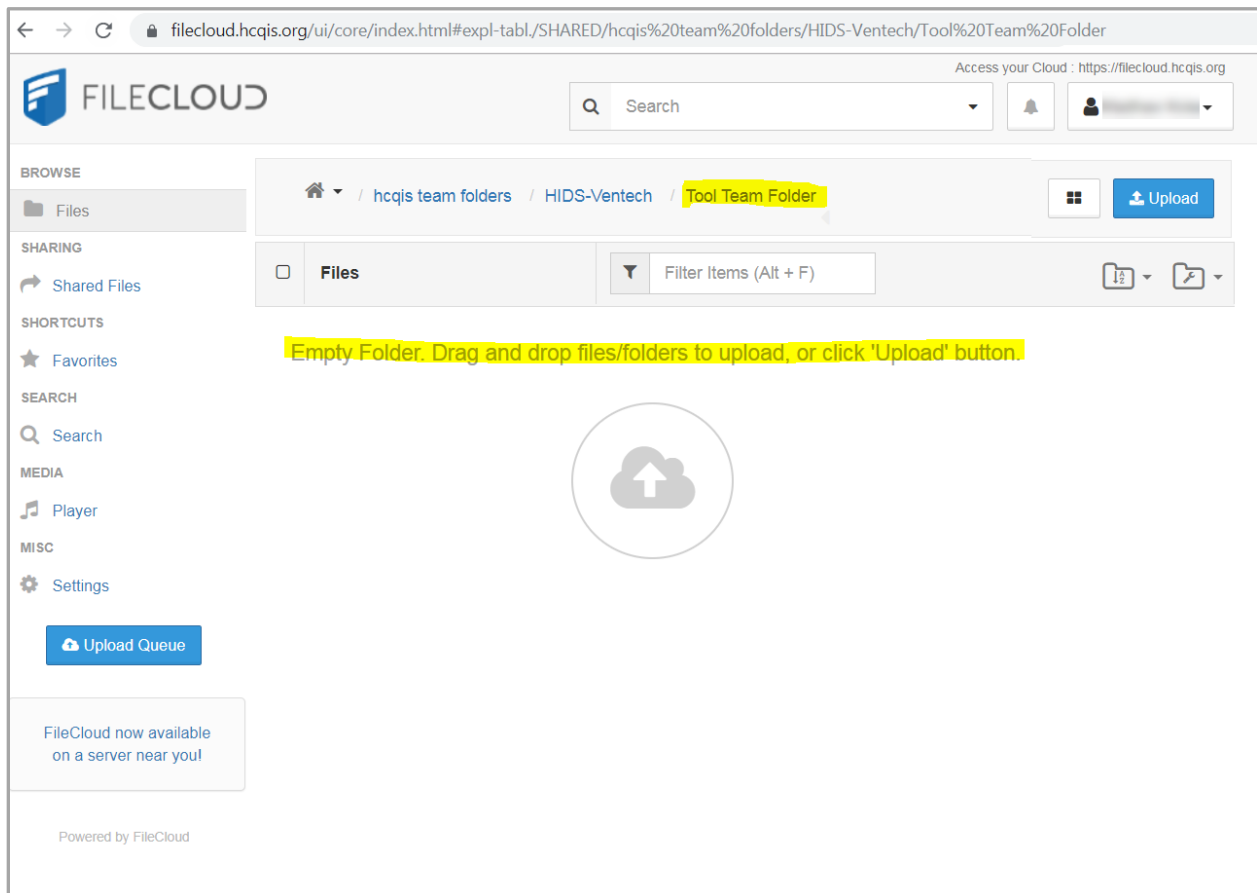 filecloud.hcqis.org/ui/core/index.html#expl-tabl./SHARED/hcqis%20team%20folders/HIDS-Ventech/Tool%20Team%20Folder
Access your Cloud : https://filecloud.hcqis.org
FILECLOUD
Search
BROWSE
Files
SHARING
Shared Files
SHORTCUTS
Favorites
SEARCH
Search
MEDIA
Player
MISC
Settings
Upload Queue
FileCloud now available
on a server near you!
Powered by FileCloud
/ hcqis team folders / HIDS-Ventech / Tool Team Folder
Upload
Files
Filter Items (Alt + F)
Empty Folder. Drag and drop files/folders to upload, or click 'Upload' button.